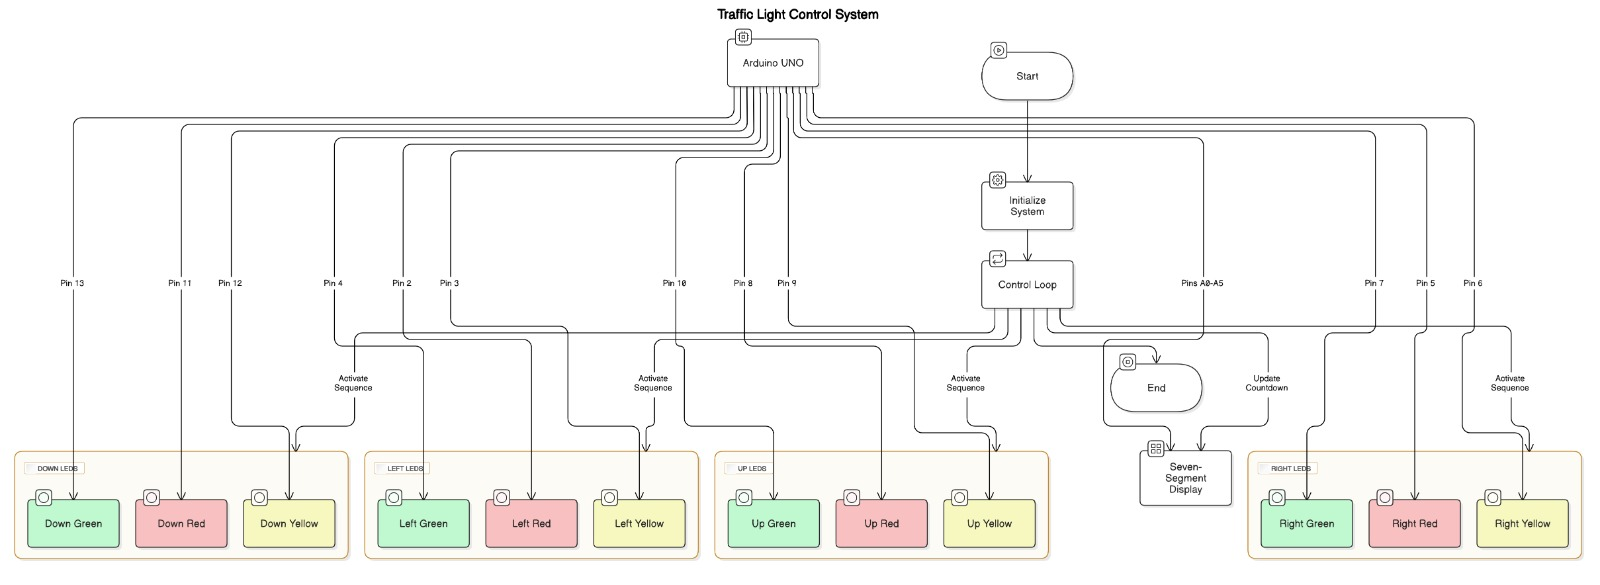 Traffic Light Control System
Arduino UNO
Start
Initialize
System
Pin 13
Pin 11
Pin 12
Pin 4
Pin 2
Pin 3
Pin 10
Pin 8
Pin 9
Control Loop
Pins A0-A5
Pin 7
Pin 5
Pin 6
Activate
Sequence
Activate
Sequence
Activate
Sequence
End
Update
Countdown
Activate
Sequence
DOWN LEDS
LEFT LEDS
UP LEDS
Seven-
Segment
Display
RIGHT LEDS
Down Green
Down Red
Down Yellow
Left Green
Left Red
Left Yellow
Up Green
Up Red
Up Yellow
Right Green
Right Red
Right Yellow